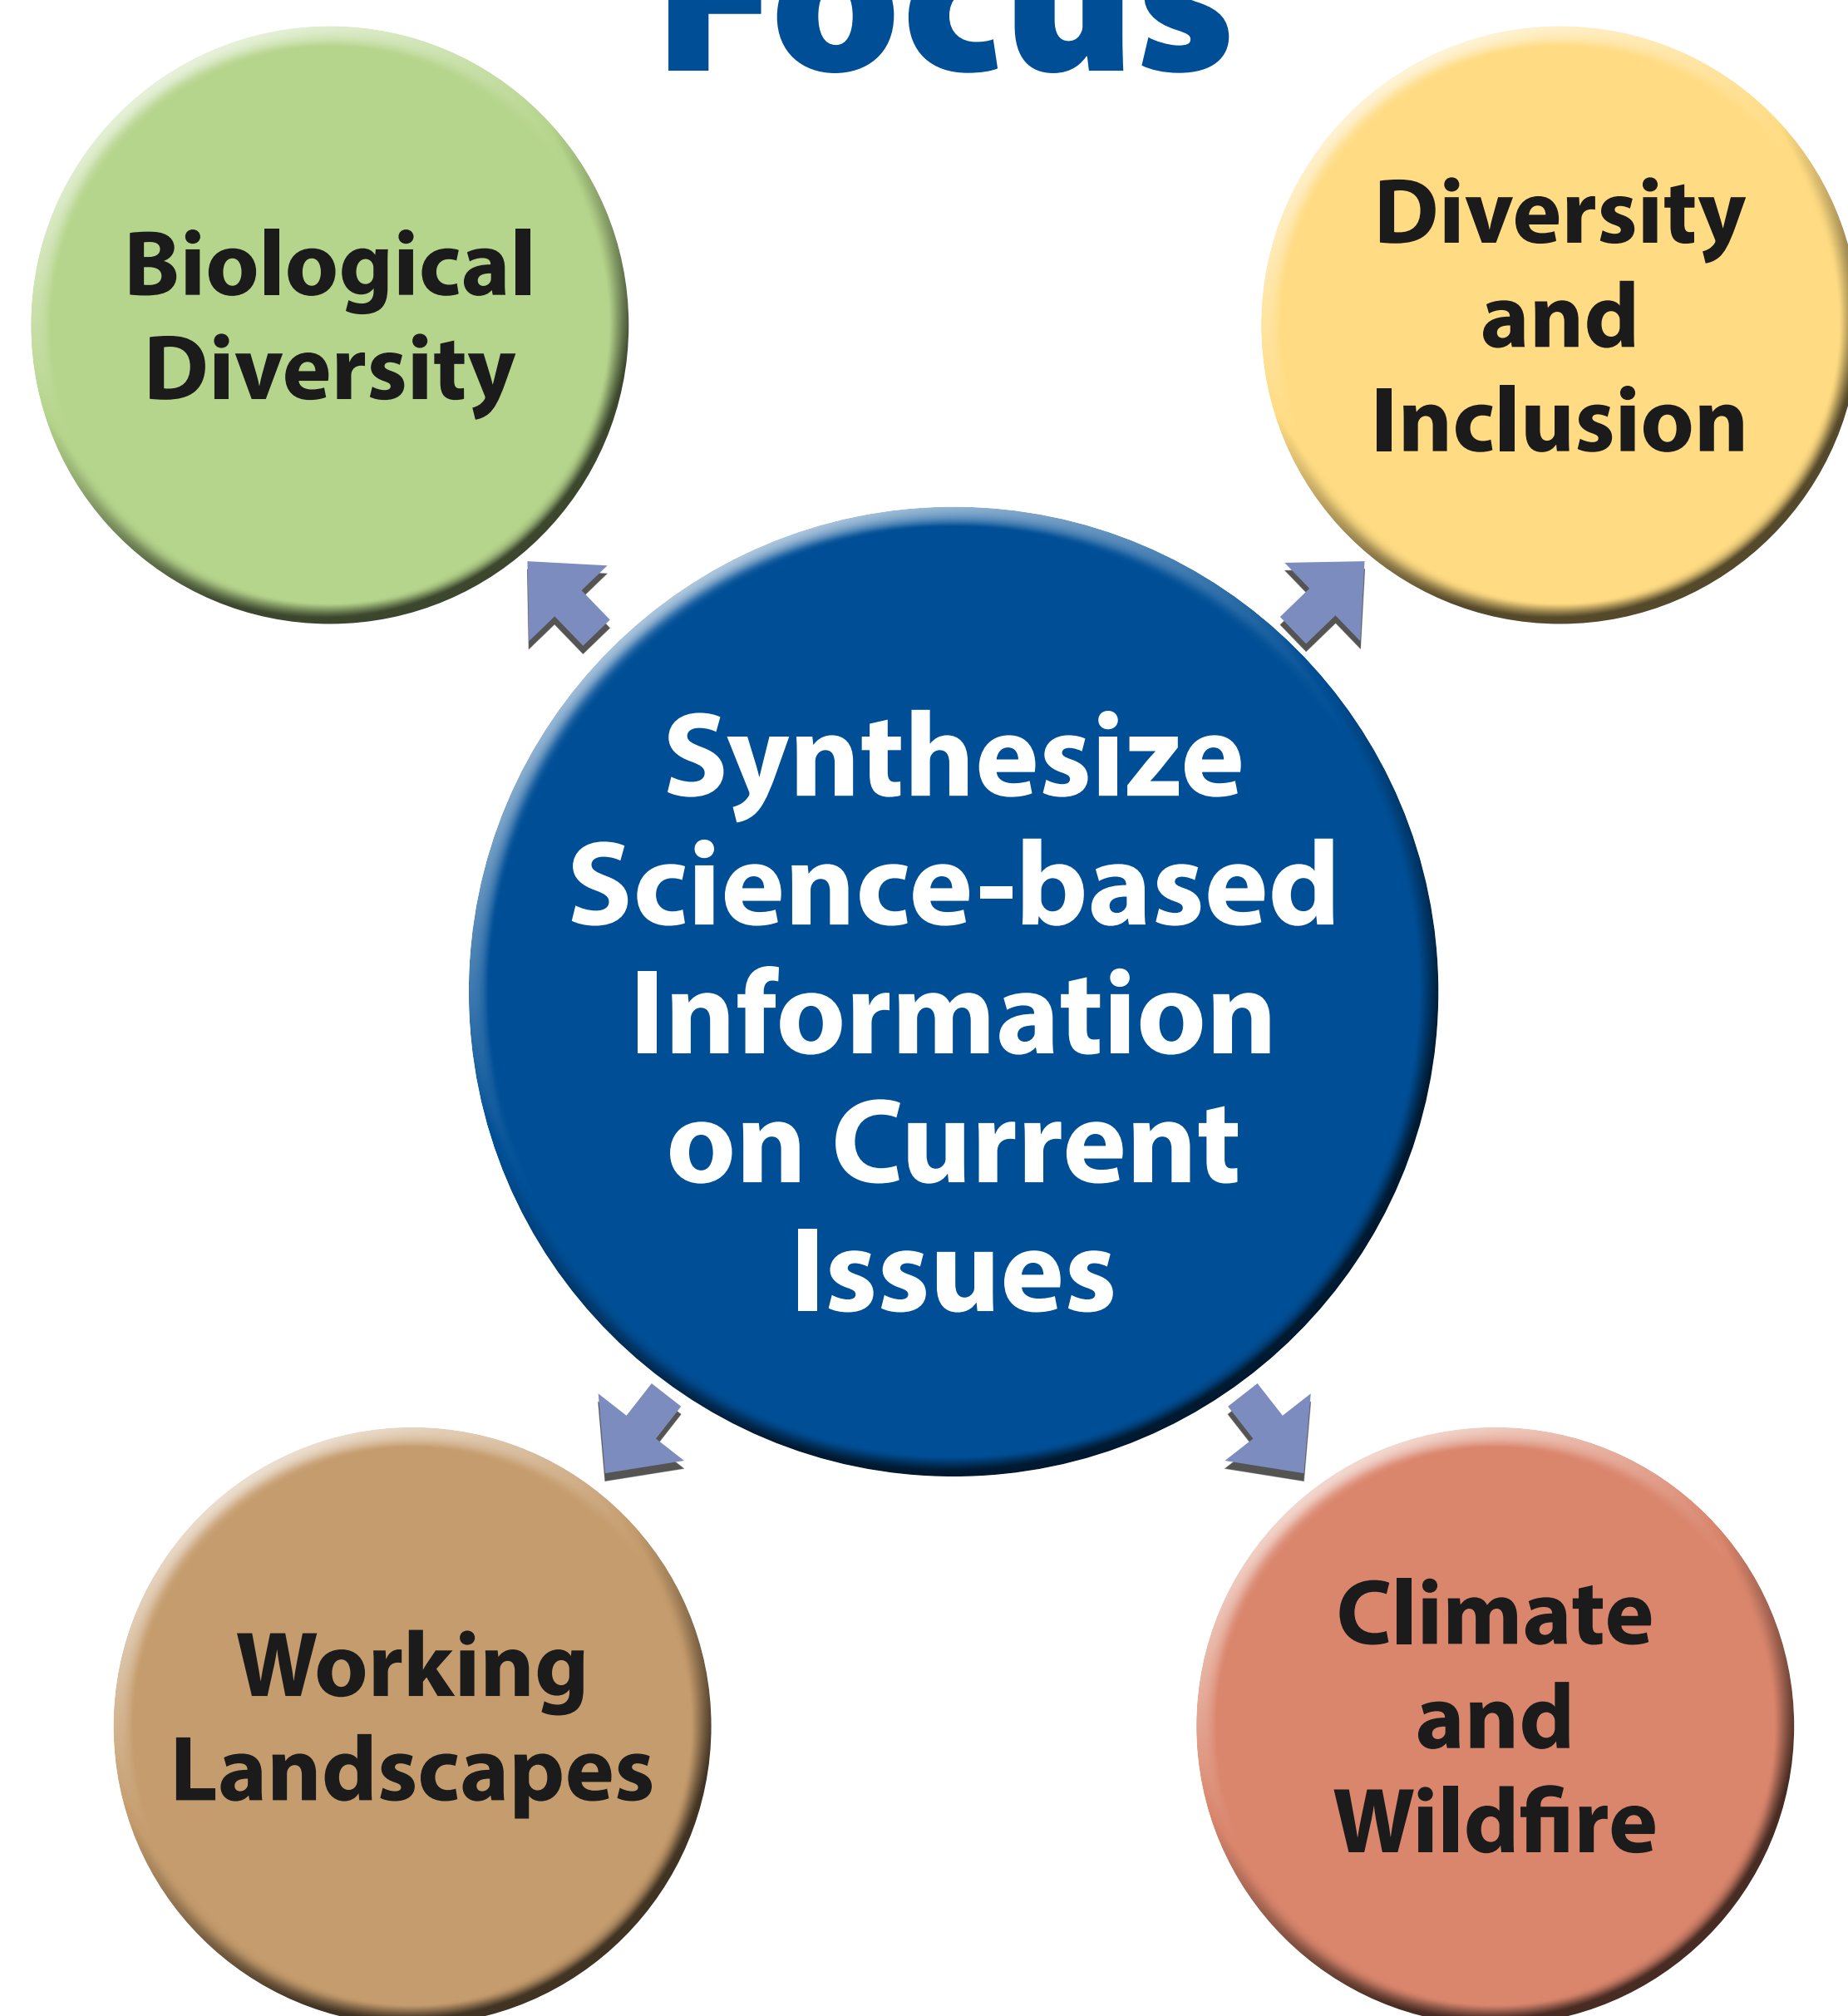 Focus
Biological
Diversity
Diversity
and
Inclusion
Synthesize
Science-based
Information
on Current
Issues
Working
Landscapes
Climate
and
Wildfire